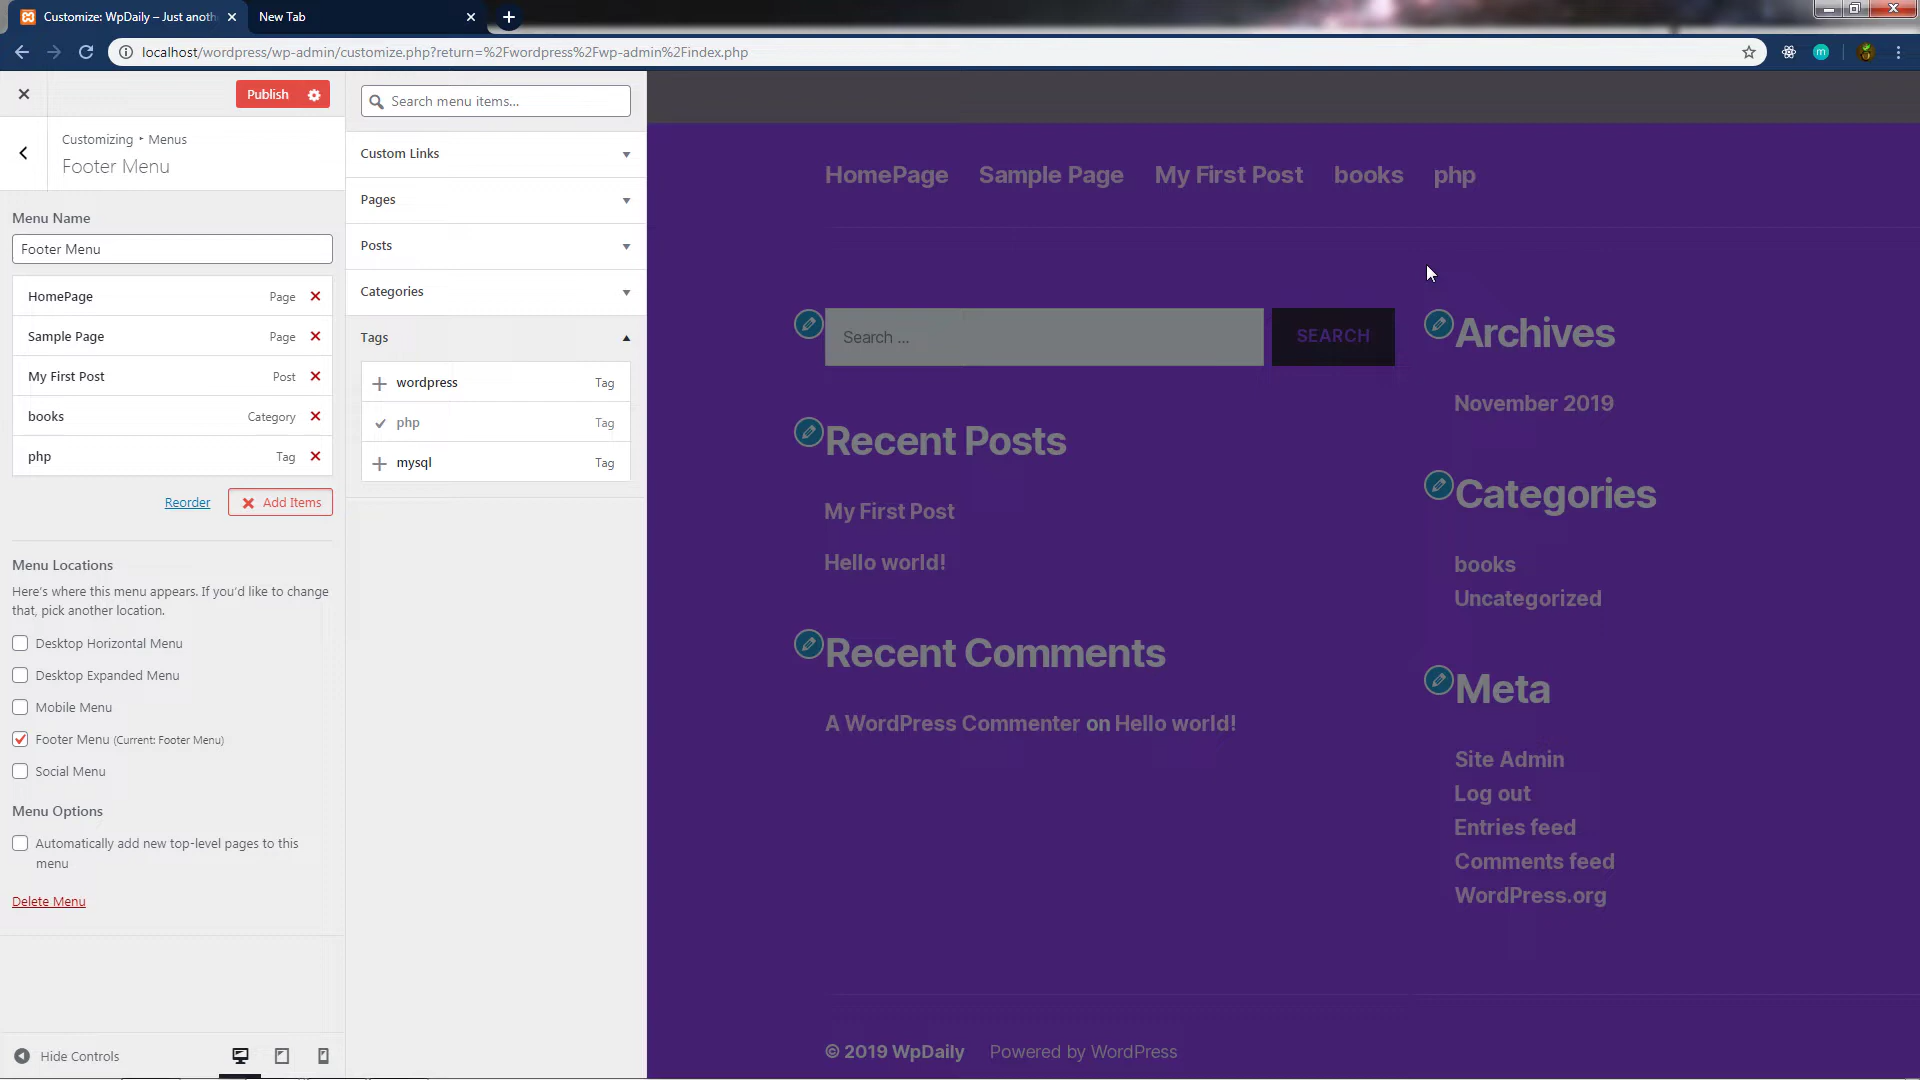 Customize: WpDaily – Just anoth
New Tab
localhost/wordpress/wp-admin/customize.php?return=%2Fwordpress%2Fwp-admin%2Findex.php
m
Publish
Customizing ‣ Menus
Footer Menu
Menu Name
Footer Menu
HomePage Page
Sample Page Page
My First Post Post
books Category
php Tag
Reorder
Add Items
Menu Locations
Here's where this menu appears. If you'd like to change
that, pick another location.
Desktop Horizontal Menu
Desktop Expanded Menu
Mobile Menu
Footer Menu (Current: Footer Menu)
Social Menu
Menu Options
Automatically add new top-level pages to this
menu
Delete Menu
Hide Controls
Search menu items...
Custom Links
Pages
Posts
Categories
Tags
wordpress Tag
php Tag
mysql Tag
HomePage Sample Page My First Post books php
Search ...
SEARCH
Recent Posts
My First Post
Hello world!
Recent Comments
A WordPress Commenter on Hello world!
Archives
November 2019
Categories
books
Uncategorized
Meta
Site Admin
Log out
Entries feed
Comments feed
WordPress.org
© 2019 WpDaily Powered by WordPress